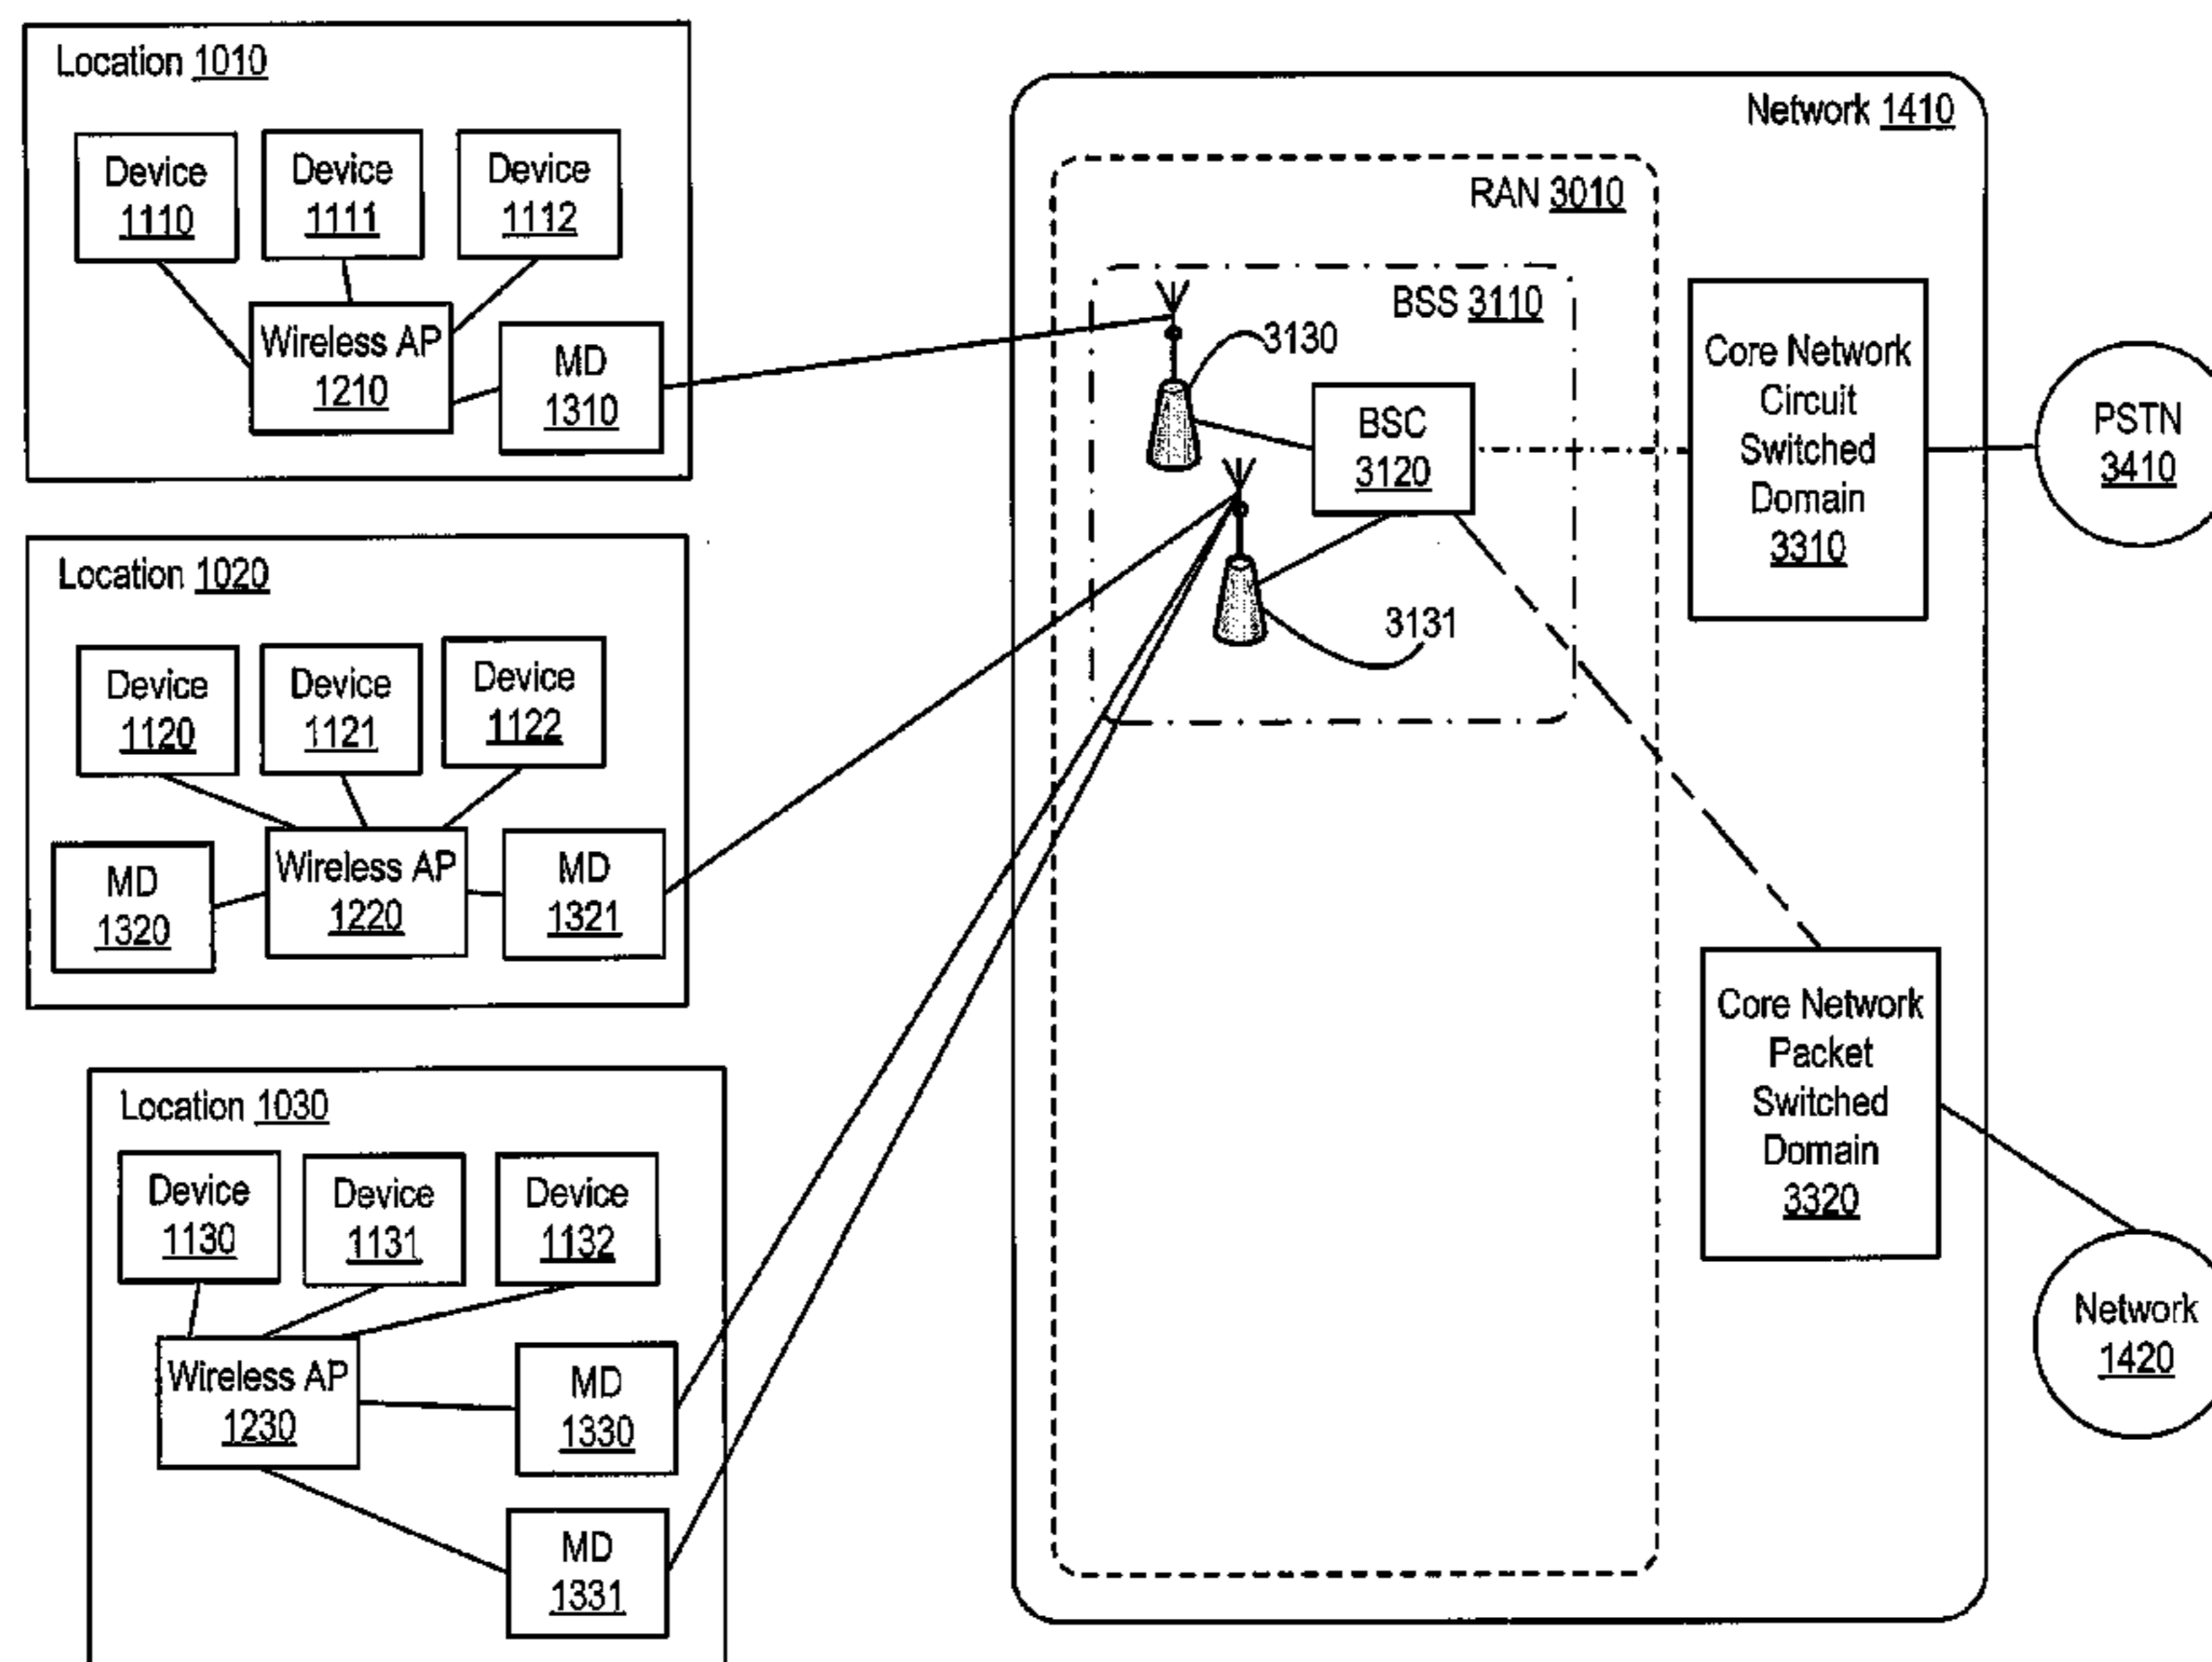 Location 1010
Device
1110
Device
1111
Device
1112
Wireless AP
1210
MD
1310
Location 1020
Device
1120
Device
1121
Device
1122
MD
1320
Wireless AP
1220
MD
1321
Location 1030
Device
1130
Device
1131
Device
1132
Wireless AP
1230
MD
1330
MD
1331
Network 1410
RAN 3010
BSS 3110
3130
BSC
3120
3131
Core Network
Circuit
Switched
Domain
3310
PSTN
3410
Core Network
Packet
Switched
Domain
3320
Network
1420